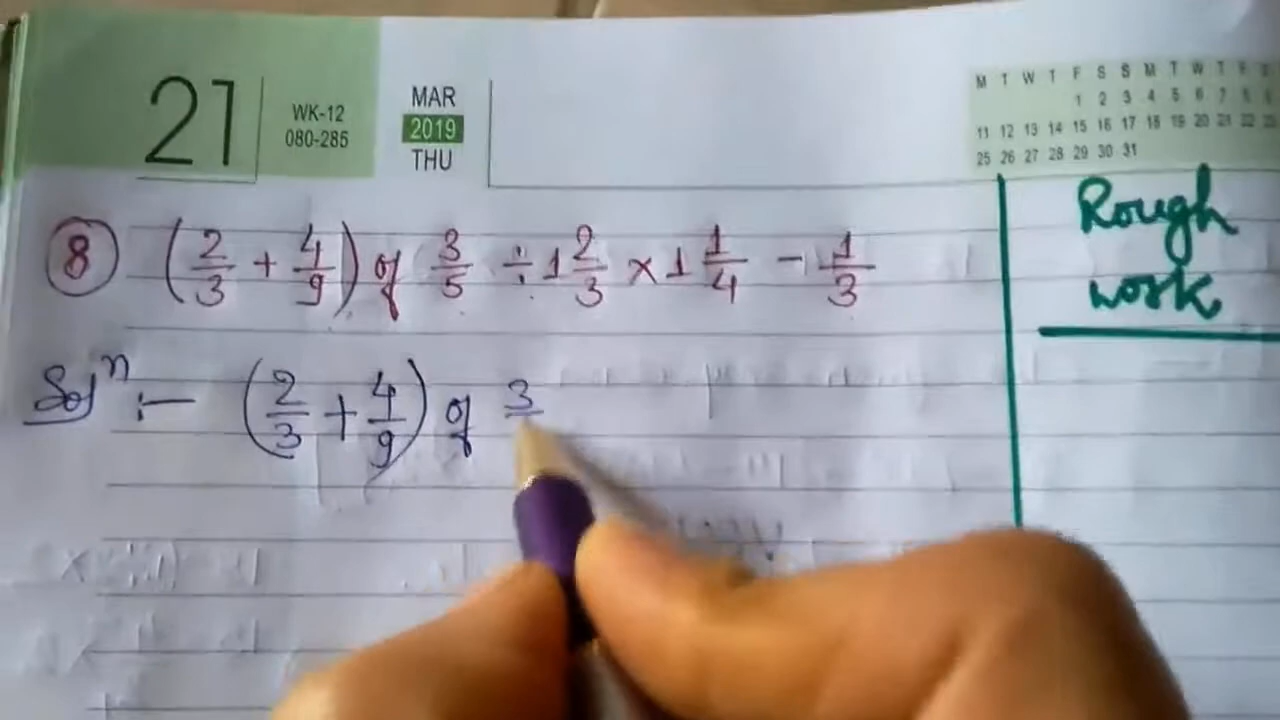 21
WK-12
080-285
MAR
2019
THU
M T W T F S S M T W T F S
1 2 3 4 5 6 7 8
11 12 13 14 15 16 17 18 19 20 21 22 23
25 26 27 28 29 30 31
Rough
work
8 (2/3 + 4/9) of 3/5 ÷ 1 2/3 × 1 1/4 - 1/3
Solⁿ :- (2/3 + 4/9) of 3